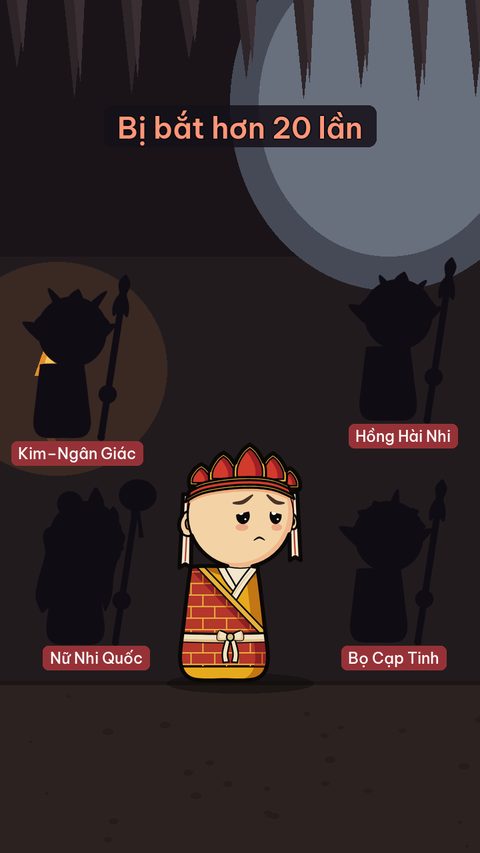 Bị bắt hơn 20 lần
Kim-Ngân Giác
Hồng Hài Nhi
Nữ Nhi Quốc
Bọ Cạp Tinh